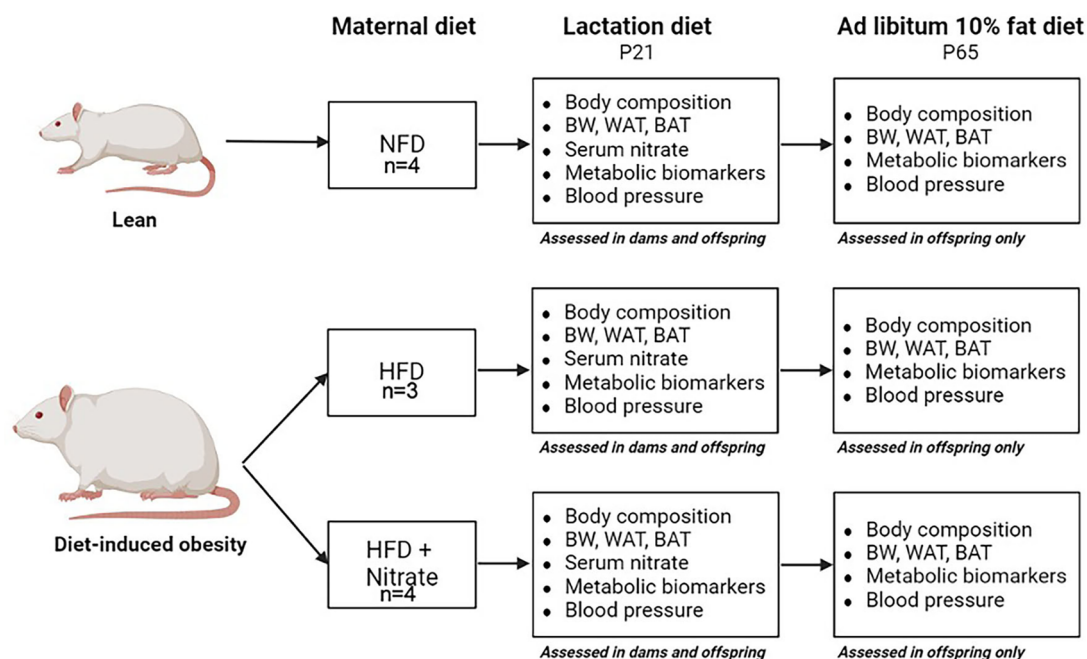 Maternal diet
Lactation diet
P21
Ad libitum 10% fat diet
P65
Lean
NFD
n=4
• Body composition
• BW, WAT, BAT
• Serum nitrate
• Metabolic biomarkers
• Blood pressure
Assessed in dams and offspring
• Body composition
• BW, WAT, BAT
• Metabolic biomarkers
• Blood pressure
Assessed in offspring only
Diet-induced obesity
HFD
n=3
• Body composition
• BW, WAT, BAT
• Serum nitrate
• Metabolic biomarkers
• Blood pressure
Assessed in dams and offspring
• Body composition
• BW, WAT, BAT
• Metabolic biomarkers
• Blood pressure
Assessed in offspring only
HFD +
Nitrate
n=4
• Body composition
• BW, WAT, BAT
• Serum nitrate
• Metabolic biomarkers
• Blood pressure
Assessed in dams and offspring
• Body composition
• BW, WAT, BAT
• Metabolic biomarkers
• Blood pressure
Assessed in offspring only